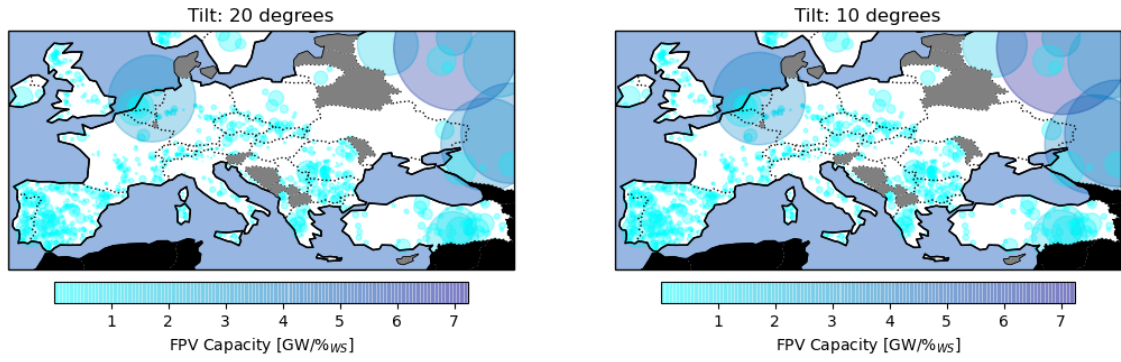 Tilt: 20 degrees
Tilt: 10 degrees
1 2 3 4 5 6 7
FPV Capacity [GW/%WS]
1 2 3 4 5 6 7
FPV Capacity [GW/%WS]